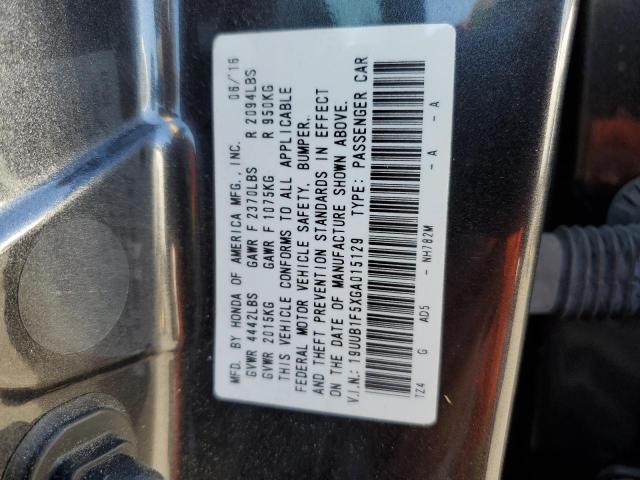 MFD. BY HONDA OF AMERICA MFG., INC. 06/16
GVWR 4442LBS GAWR F 2370LBS R 2094LBS
GVWR 2015KG GAWR F 1075KG R 950KG
THIS VEHICLE CONFORMS TO ALL APPLICABLE
FEDERAL MOTOR VEHICLE SAFETY, BUMPER,
AND THEFT PREVENTION STANDARDS IN EFFECT
ON THE DATE OF MANUFACTURE SHOWN ABOVE.
V.I.N.: 19UUB1F5XGA015129 TYPE: PASSENGER CAR
TZ4 G AD5 - NH782M - A - A